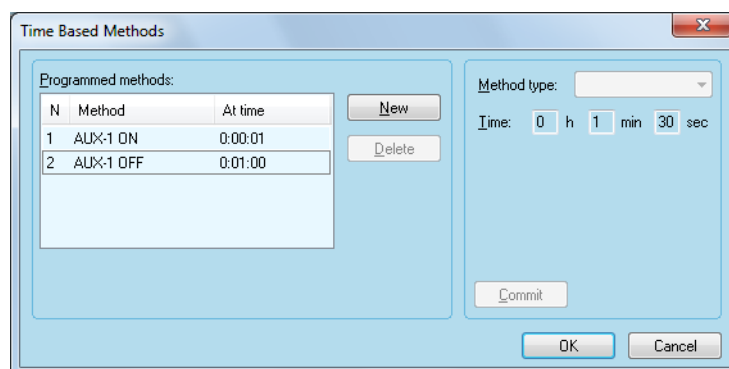 Time Based Methods
Programmed methods:
N Method At time
1 AUX-1 ON 0:00:01
2 AUX-1 OFF 0:01:00
New
Delete
Method type:
Time: 0 h 1 min 30 sec
Commit
OK Cancel